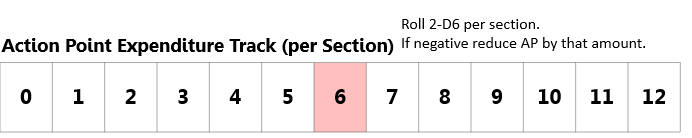 Roll 2-D6 per section.
Action Point Expenditure Track (per Section) If negative reduce AP by that amount.
0 1 2 3 4 5 6 7 8 9 10 11 12